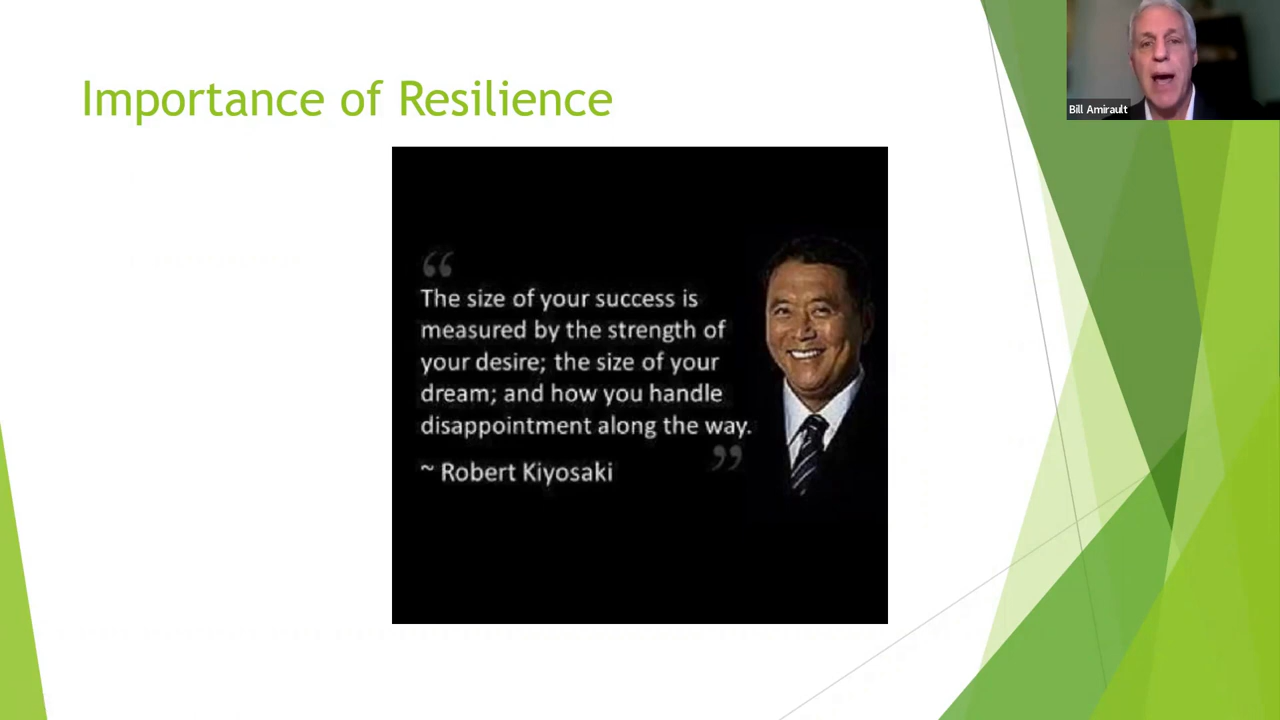 Importance of Resilience
Bill Amirault
“
The size of your success is
measured by the strength of
your desire; the size of your
dream; and how you handle
disappointment along the way.
”
~ Robert Kiyosaki